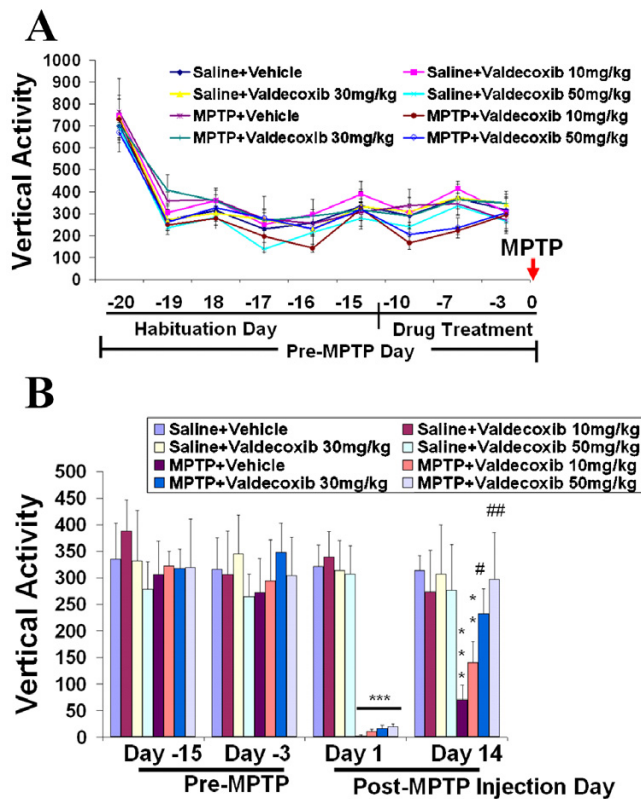 A
1000
900
800
700
600
500
400
300
200
100
0
Vertical Activity
Saline+Vehicle
Saline+Valdecoxib 10mg/kg
Saline+Valdecoxib 30mg/kg
Saline+Valdecoxib 50mg/kg
MPTP+Vehicle
MPTP+Valdecoxib 10mg/kg
MPTP+Valdecoxib 30mg/kg
MPTP+Valdecoxib 50mg/kg
MPTP
-20 -19 18 -17 -16 -15 -10 -7 -3 0
Habituation Day Drug Treatment
Pre-MPTP Day
B
Saline+Vehicle
Saline+Valdecoxib 10mg/kg
Saline+Valdecoxib 30mg/kg
Saline+Valdecoxib 50mg/kg
MPTP+Vehicle
MPTP+Valdecoxib 10mg/kg
MPTP+Valdecoxib 30mg/kg
MPTP+Valdecoxib 50mg/kg
500
450
400
350
300
250
200
150
100
50
0
Vertical Activity
***
***
**
#
##
Day -15 Day -3 Day 1 Day 14
Pre-MPTP Post-MPTP Injection Day